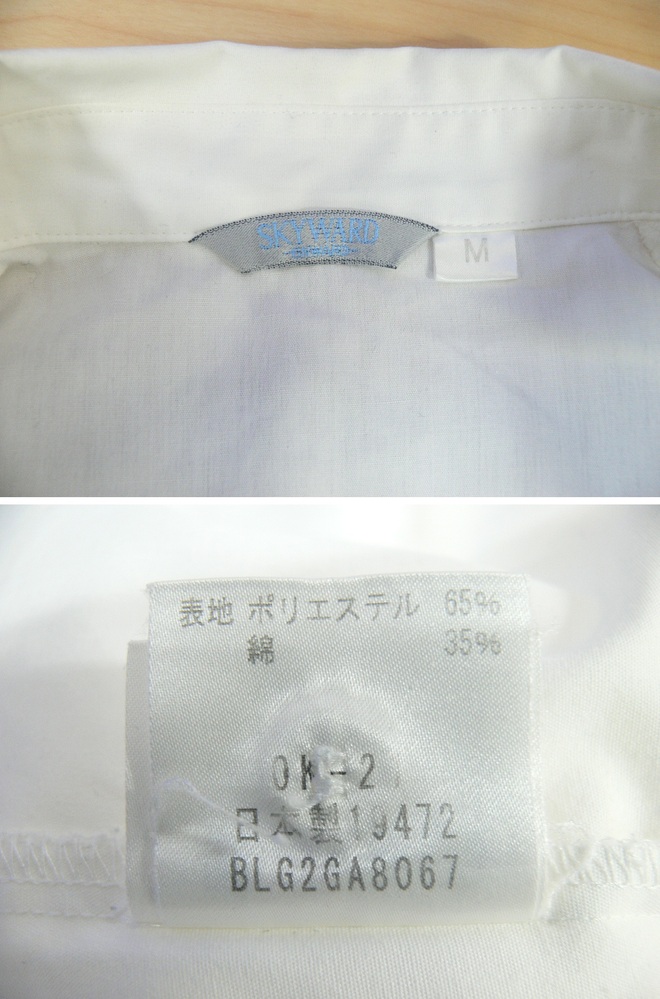 SKYWARD
M
表地 ポリエステル 65%
綿 35%
OK-2
日本製19472
BLG2GA8067